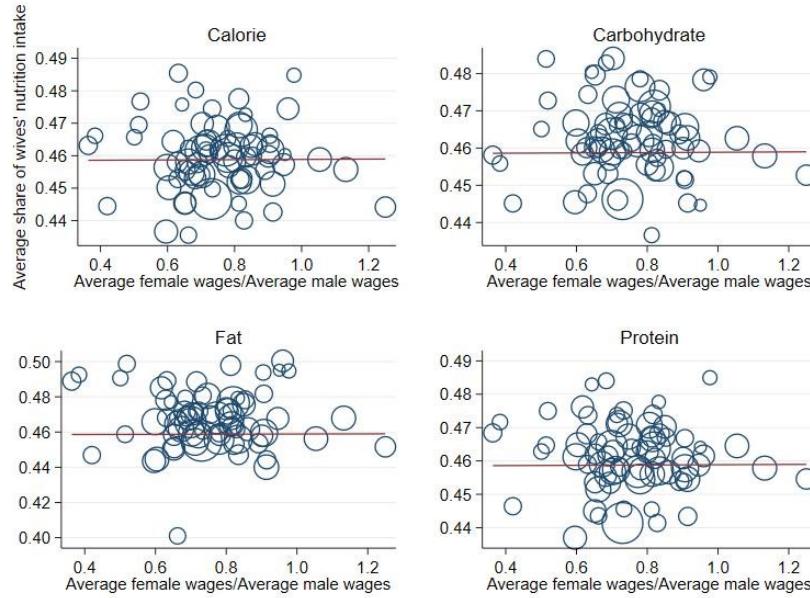 Average share of wives' nutrition intake
Calorie
0.49
0.48
0.47
0.46
0.45
0.44
0.4 0.6 0.8 1.0 1.2
Average female wages/Average male wages
Carbohydrate
0.48
0.47
0.46
0.45
0.44
0.4 0.6 0.8 1.0 1.2
Average female wages/Average male wages
Fat
0.50
0.48
0.46
0.44
0.42
0.40
0.4 0.6 0.8 1.0 1.2
Average female wages/Average male wages
Protein
0.49
0.48
0.47
0.46
0.45
0.44
0.4 0.6 0.8 1.0 1.2
Average female wages/Average male wages